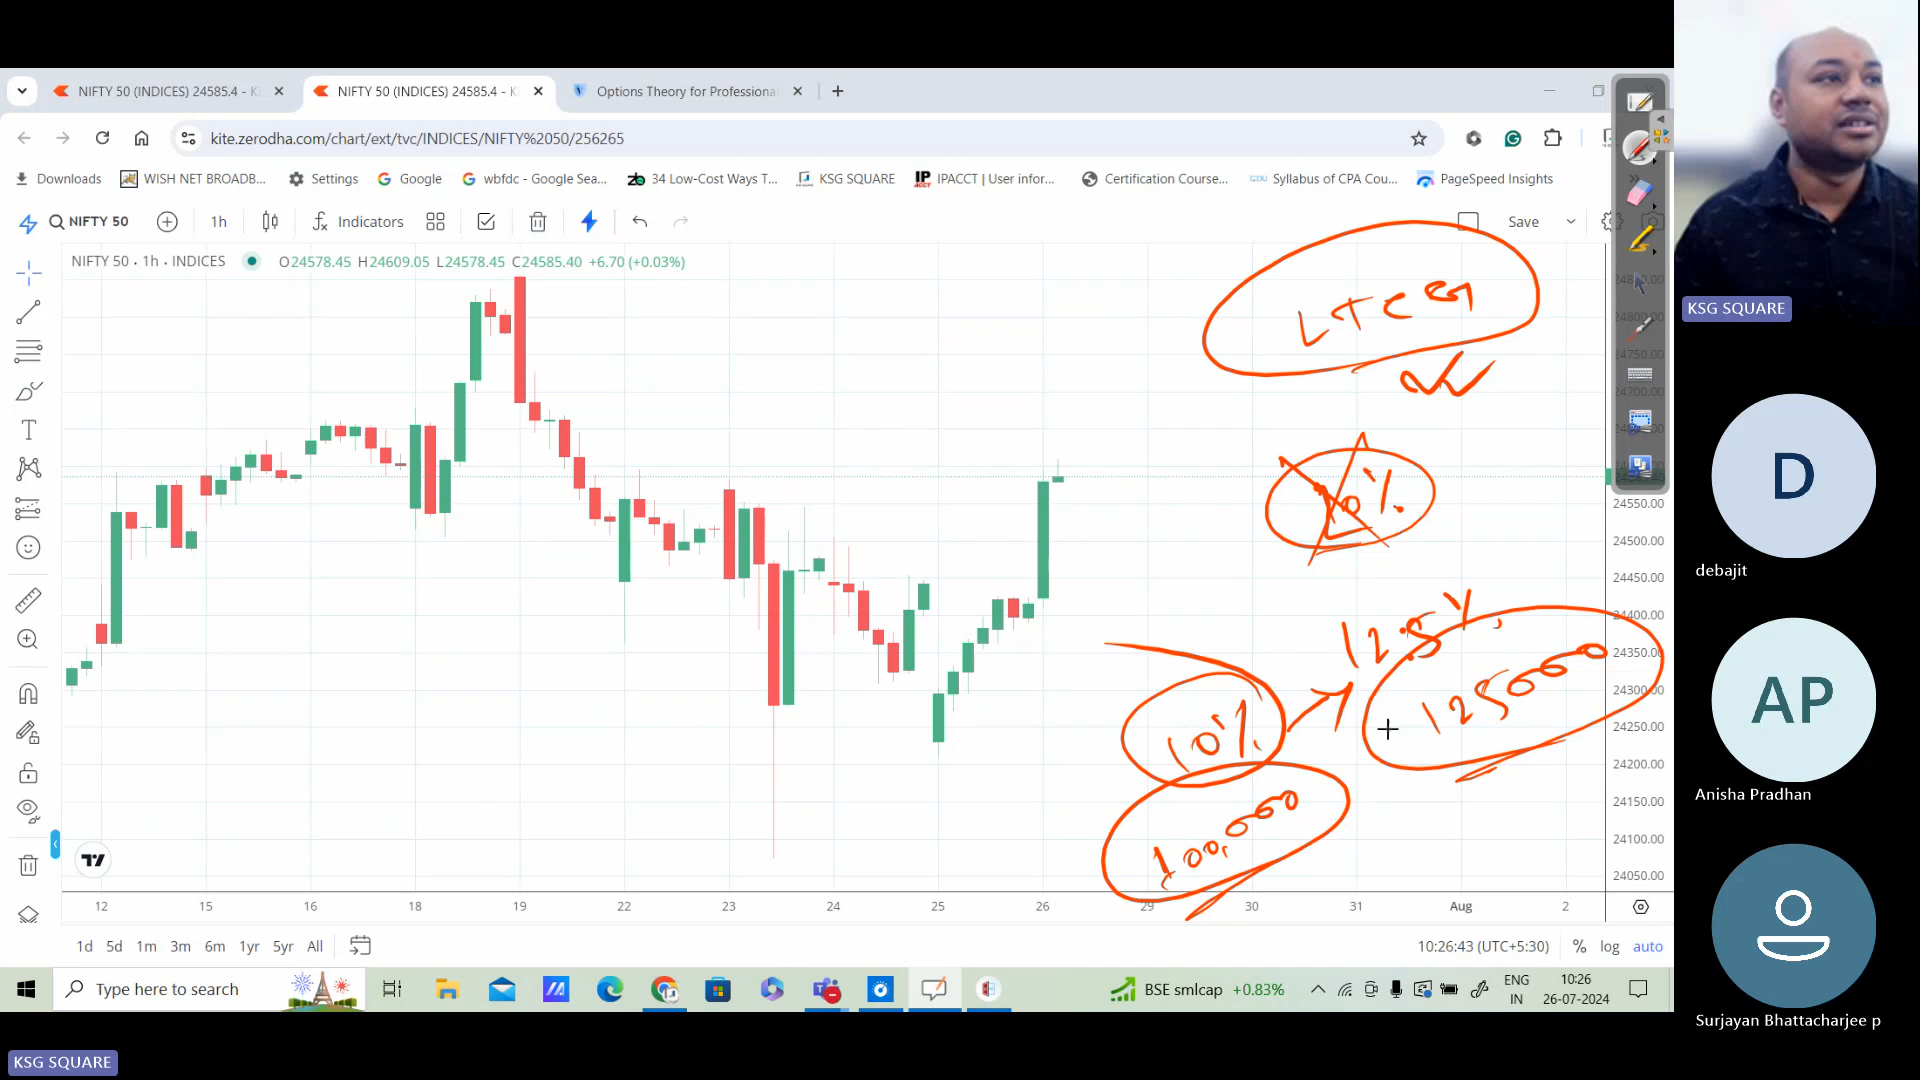 NIFTY 50 (INDICES) 24585.4 - K
NIFTY 50 (INDICES) 24585.4 - K
Options Theory for Professiona
kite.zerodha.com/chart/ext/tvc/INDICES/NIFTY%2050/256265
Downloads
WISH NET BROADB...
Settings
Google
wbfdc - Google Sea...
34 Low-Cost Ways T...
KSG SQUARE
IPACCT | User infor...
Certification Course...
Syllabus of CPA Cou...
PageSpeed Insights
NIFTY 50
1h
Indicators
Save
NIFTY 50 · 1h · INDICES
O24578.45 H24609.05 L24578.45 C24585.40 +6.70 (+0.03%)
LTCG
10%
12.5%
125000
10%
100,000
24800.00
24750.00
24700.00
24550.00
24500.00
24450.00
24400.00
24350.00
24300.00
24250.00
24200.00
24150.00
24100.00
24050.00
12 15 16 18 19 22 23 24 25 26 29 30 31 Aug 2
1d 5d 1m 3m 6m 1yr 5yr All
10:26:43 (UTC+5:30) % log auto
Type here to search
BSE smlcap +0.83%
ENG
IN
10:26
26-07-2024
KSG SQUARE
D
debajit
AP
Anisha Pradhan
Surjayan Bhattacharjee p
KSG SQUARE